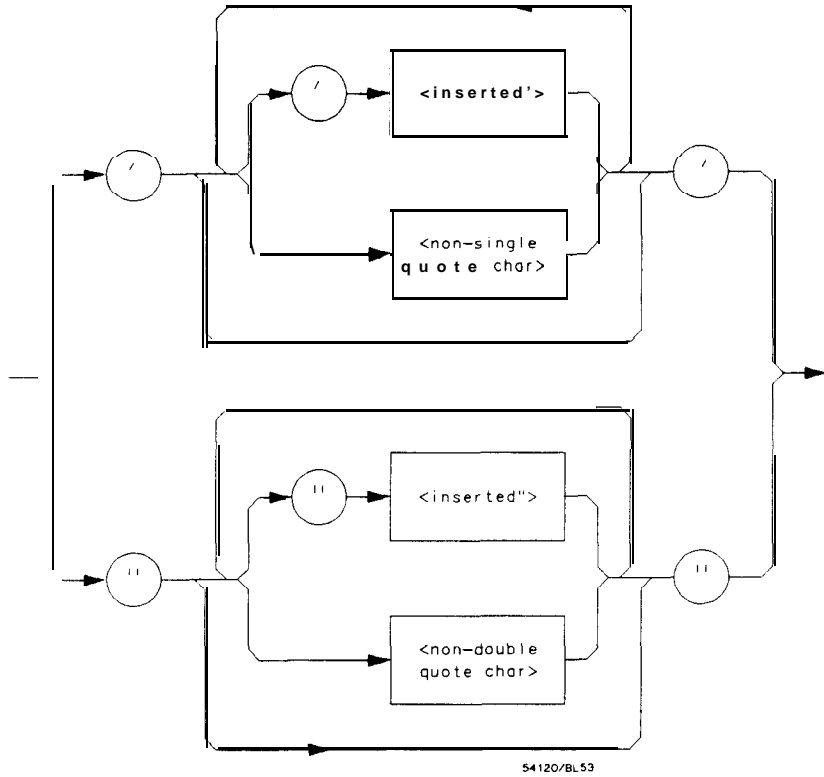 '
<inserted'>
'
'
<non-single
quote char>
"
<inserted">
"
"
<non-double
quote char>
54120/BL53